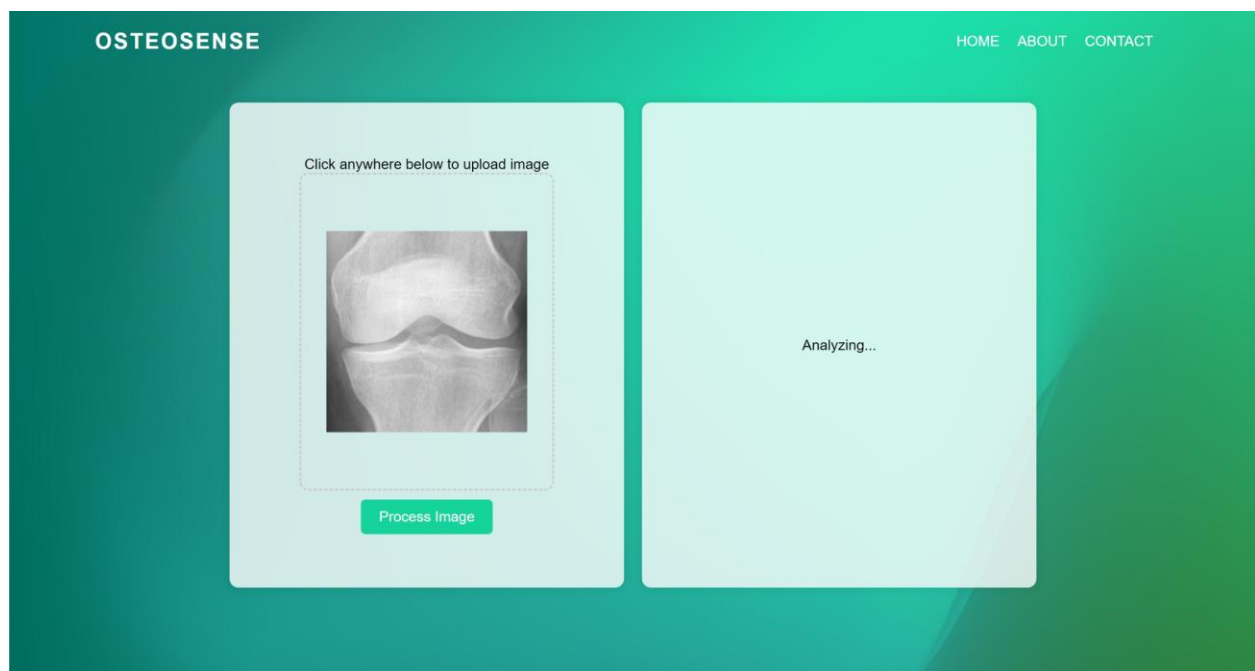 OSTEOSENSE
HOME ABOUT CONTACT
Click anywhere below to upload image
Process Image
Analyzing...